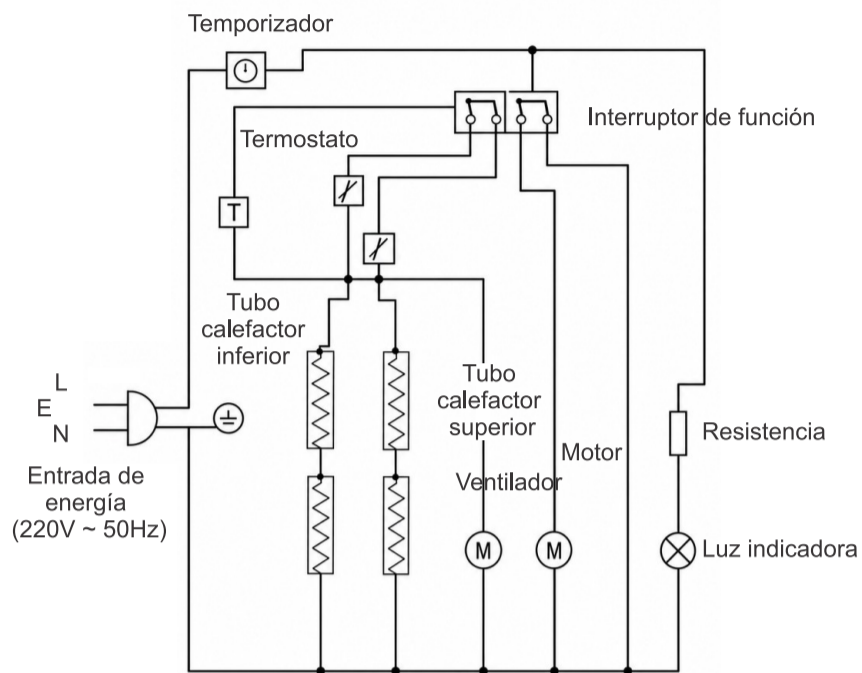 Temporizador
Interruptor de función
Termostato
T
Tubo
calefactor
inferior
L
E
N
Entrada de
energía
(220V ~ 50Hz)
Tubo
calefactor
superior
Motor
Ventilador
Resistencia
M
M
Luz indicadora